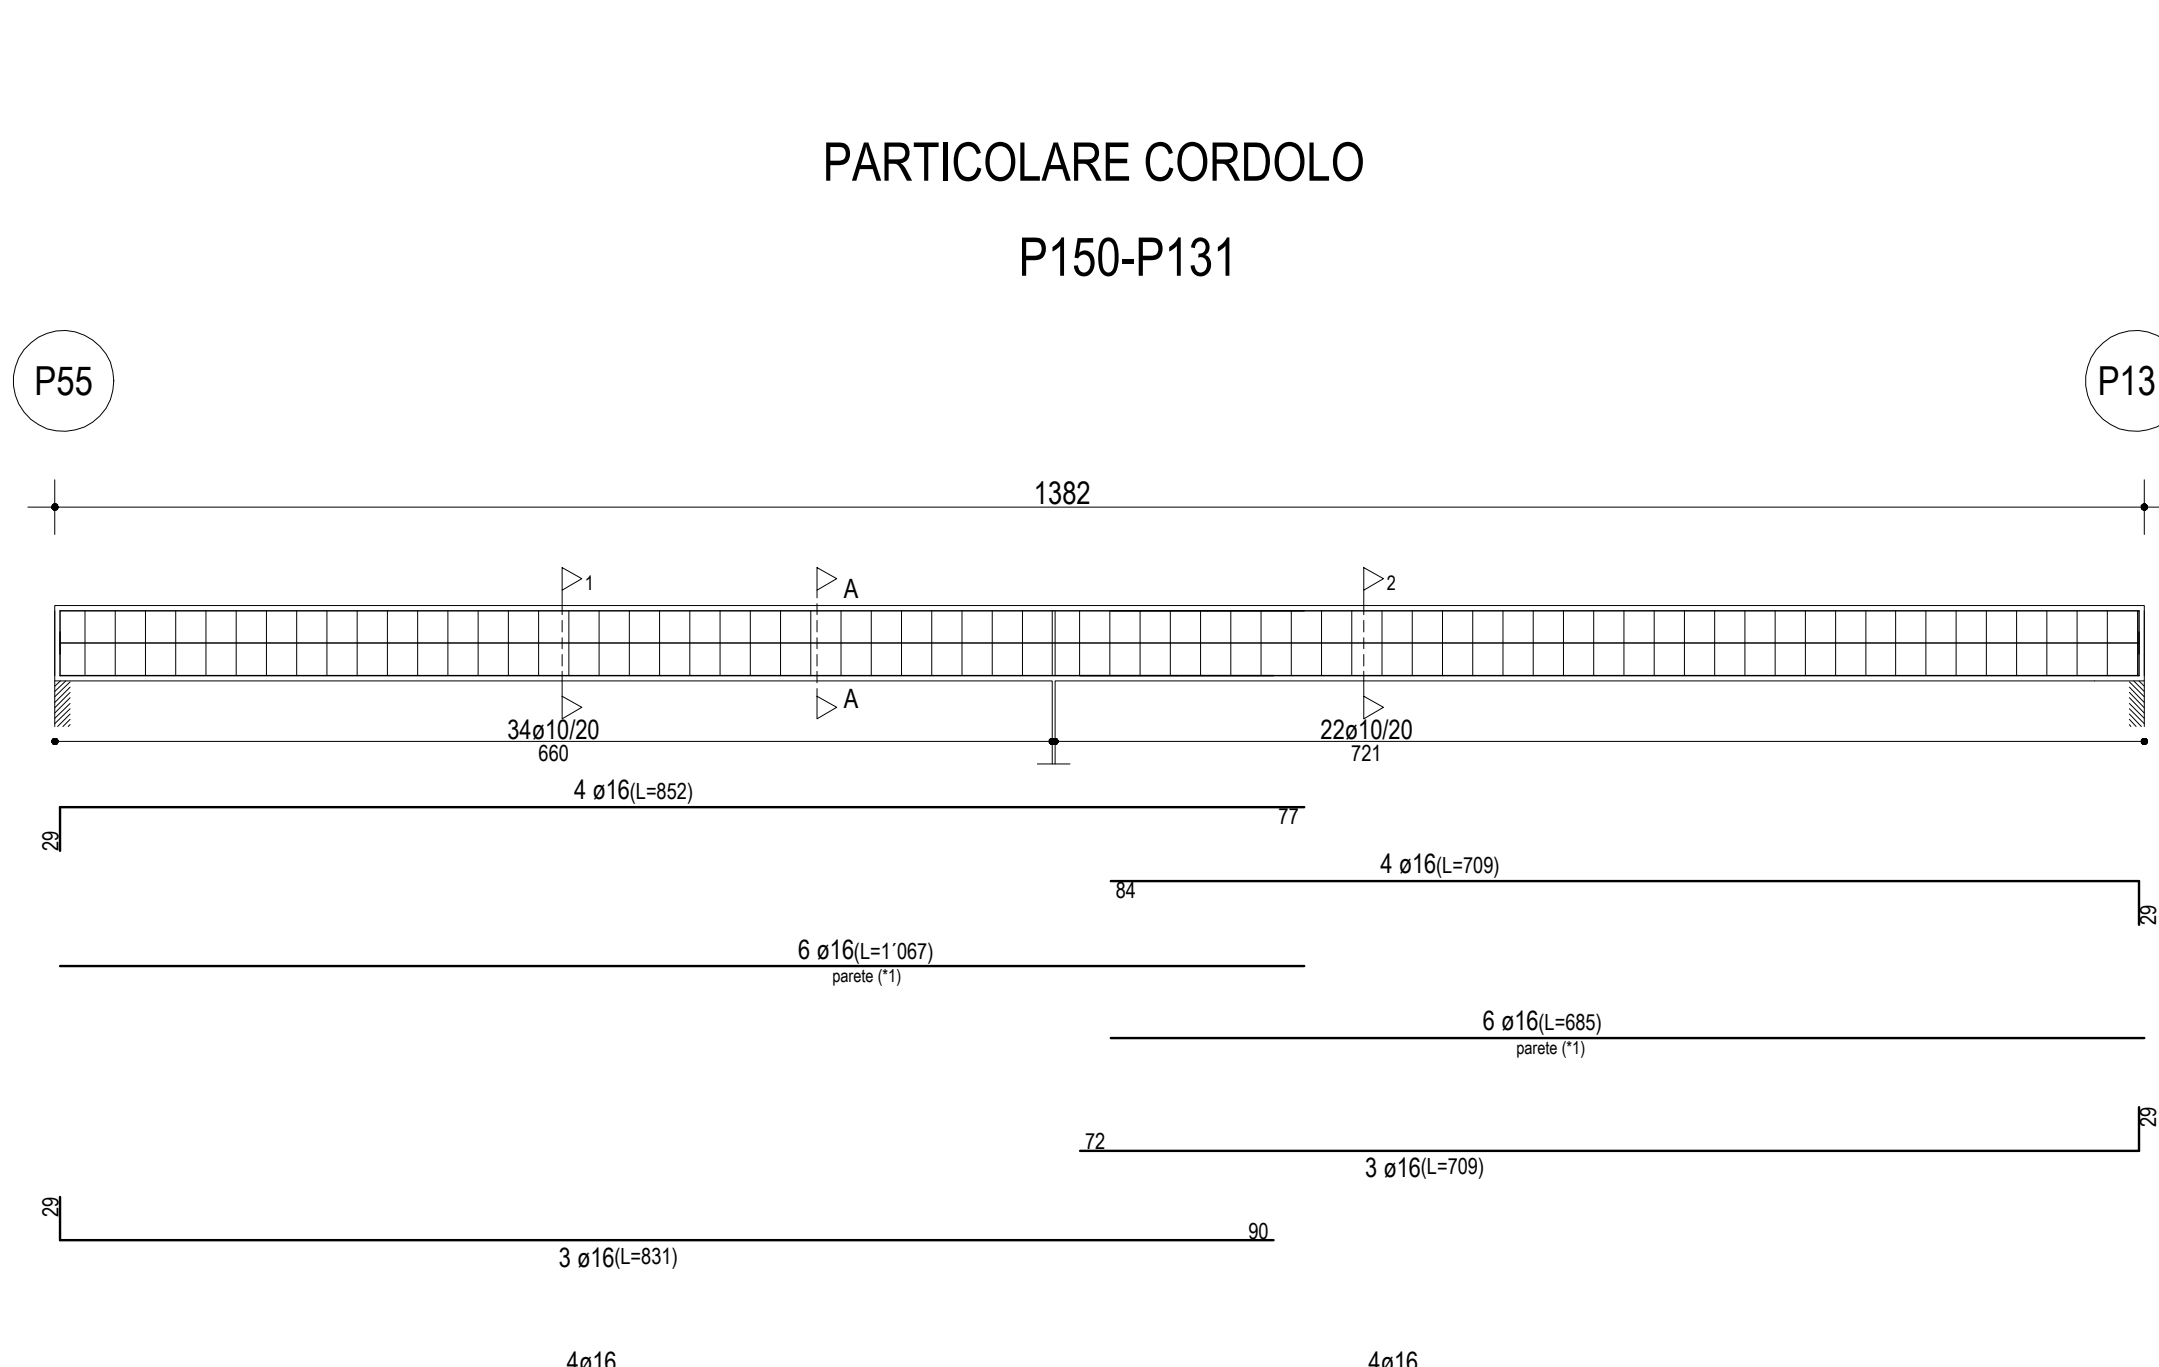 PARTICOLARE CORDOLO
P150-P131
P55
P13
1382
1
A
2
A
34ø10/20
660
22ø10/20
721
4 ø16(L=852)
77
29
4 ø16(L=709)
84
29
6 ø16(L=1´067)
parete (*1)
6 ø16(L=685)
parete (*1)
29
72
3 ø16(L=709)
29
90
3 ø16(L=831)
4ø16
4ø16